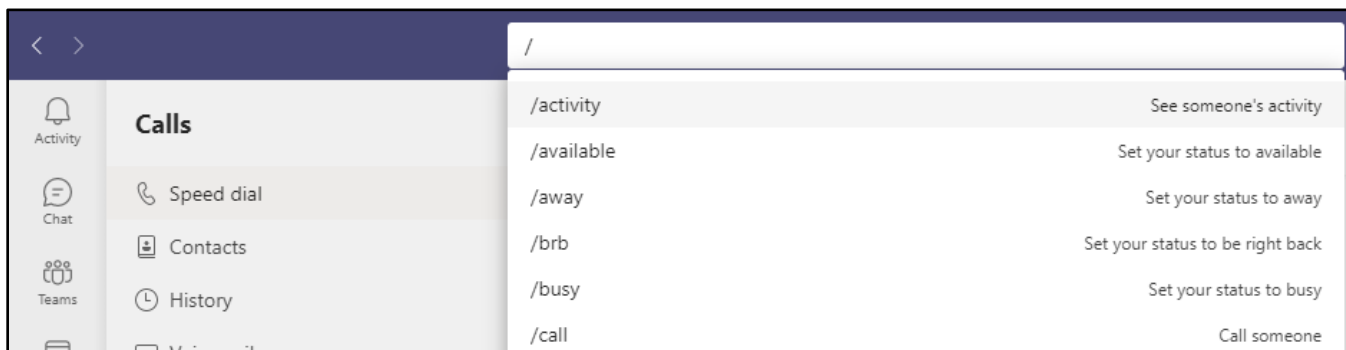 /
Activity
Chat
Teams
Calls
Speed dial
Contacts
History
/activity See someone's activity
/available Set your status to available
/away Set your status to away
/brb Set your status to be right back
/busy Set your status to busy
/call Call someone